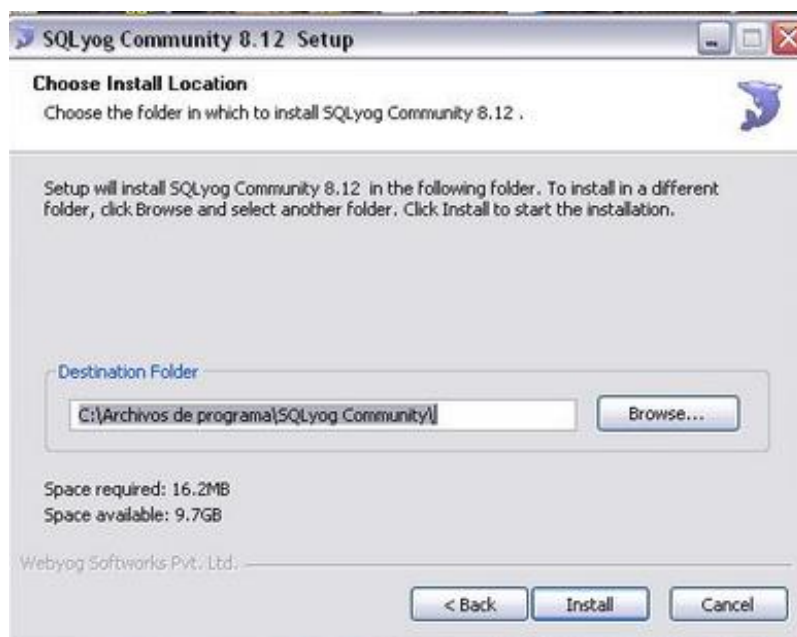 SQLyog Community 8.12 Setup
Choose Install Location
Choose the folder in which to install SQLyog Community 8.12 .
Setup will install SQLyog Community 8.12 in the following folder. To install in a different
folder, click Browse and select another folder. Click Install to start the installation.
Destination Folder
C:\Archivos de programa\SQLyog Community\
Browse...
Space required: 16.2MB
Space available: 9.7GB
Webyog Softworks Pvt. Ltd.
< Back
Install
Cancel